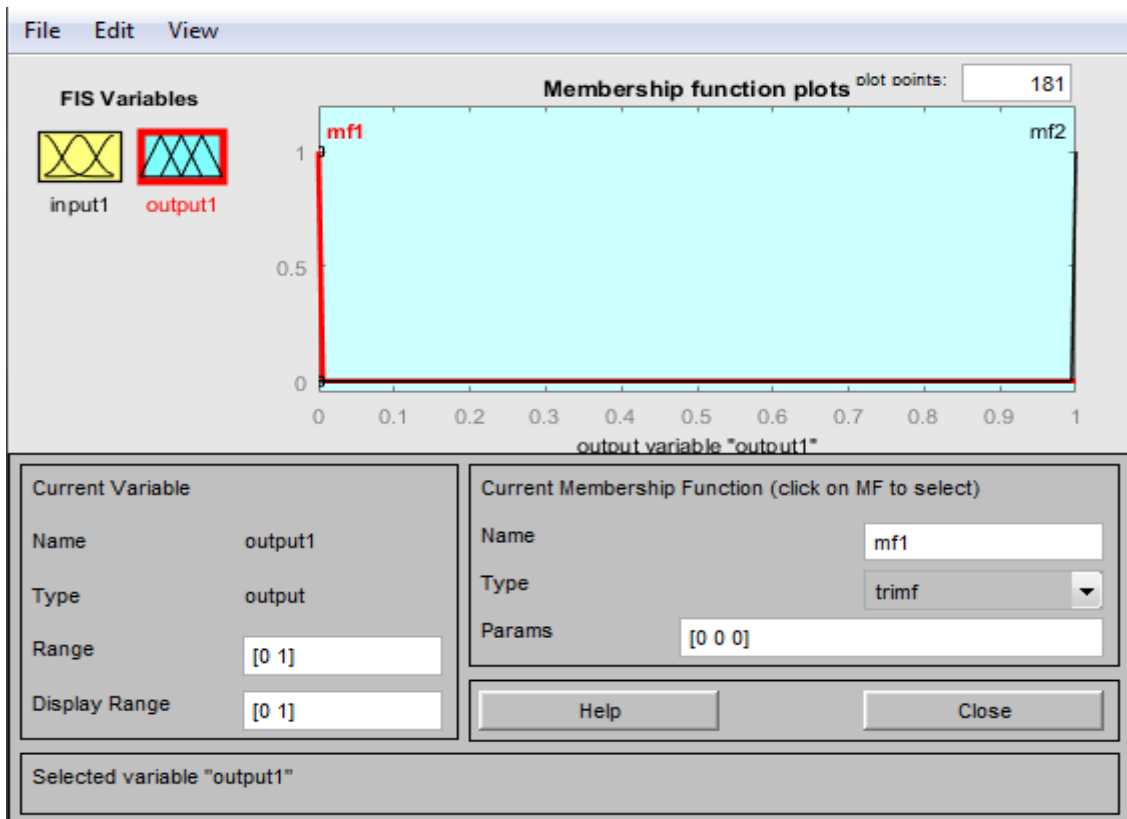 File Edit View
FIS Variables
Membership function plots plot points: 181
input1 output1
mf1 mf2
1
0.5
0
0 0.1 0.2 0.3 0.4 0.5 0.6 0.7 0.8 0.9 1
output variable "output1"
Current Variable
Name output1
Type output
Range [0 1]
Display Range [0 1]
Current Membership Function (click on MF to select)
Name mf1
Type trimf
Params [0 0 0]
Help Close
Selected variable "output1"